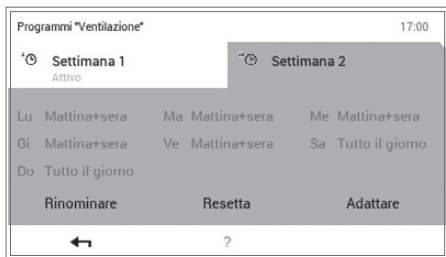 Programmi "Ventilazione" 17:00
Settimana 1 Settimana 2
Attivo
Lu Mattina+sera Ma Mattina+sera Me Mattina+sera
Gi Mattina+sera Ve Mattina+sera Sa Tutto il giorno
Do Tutto il giorno
Rinominare Resetta Adattare
?